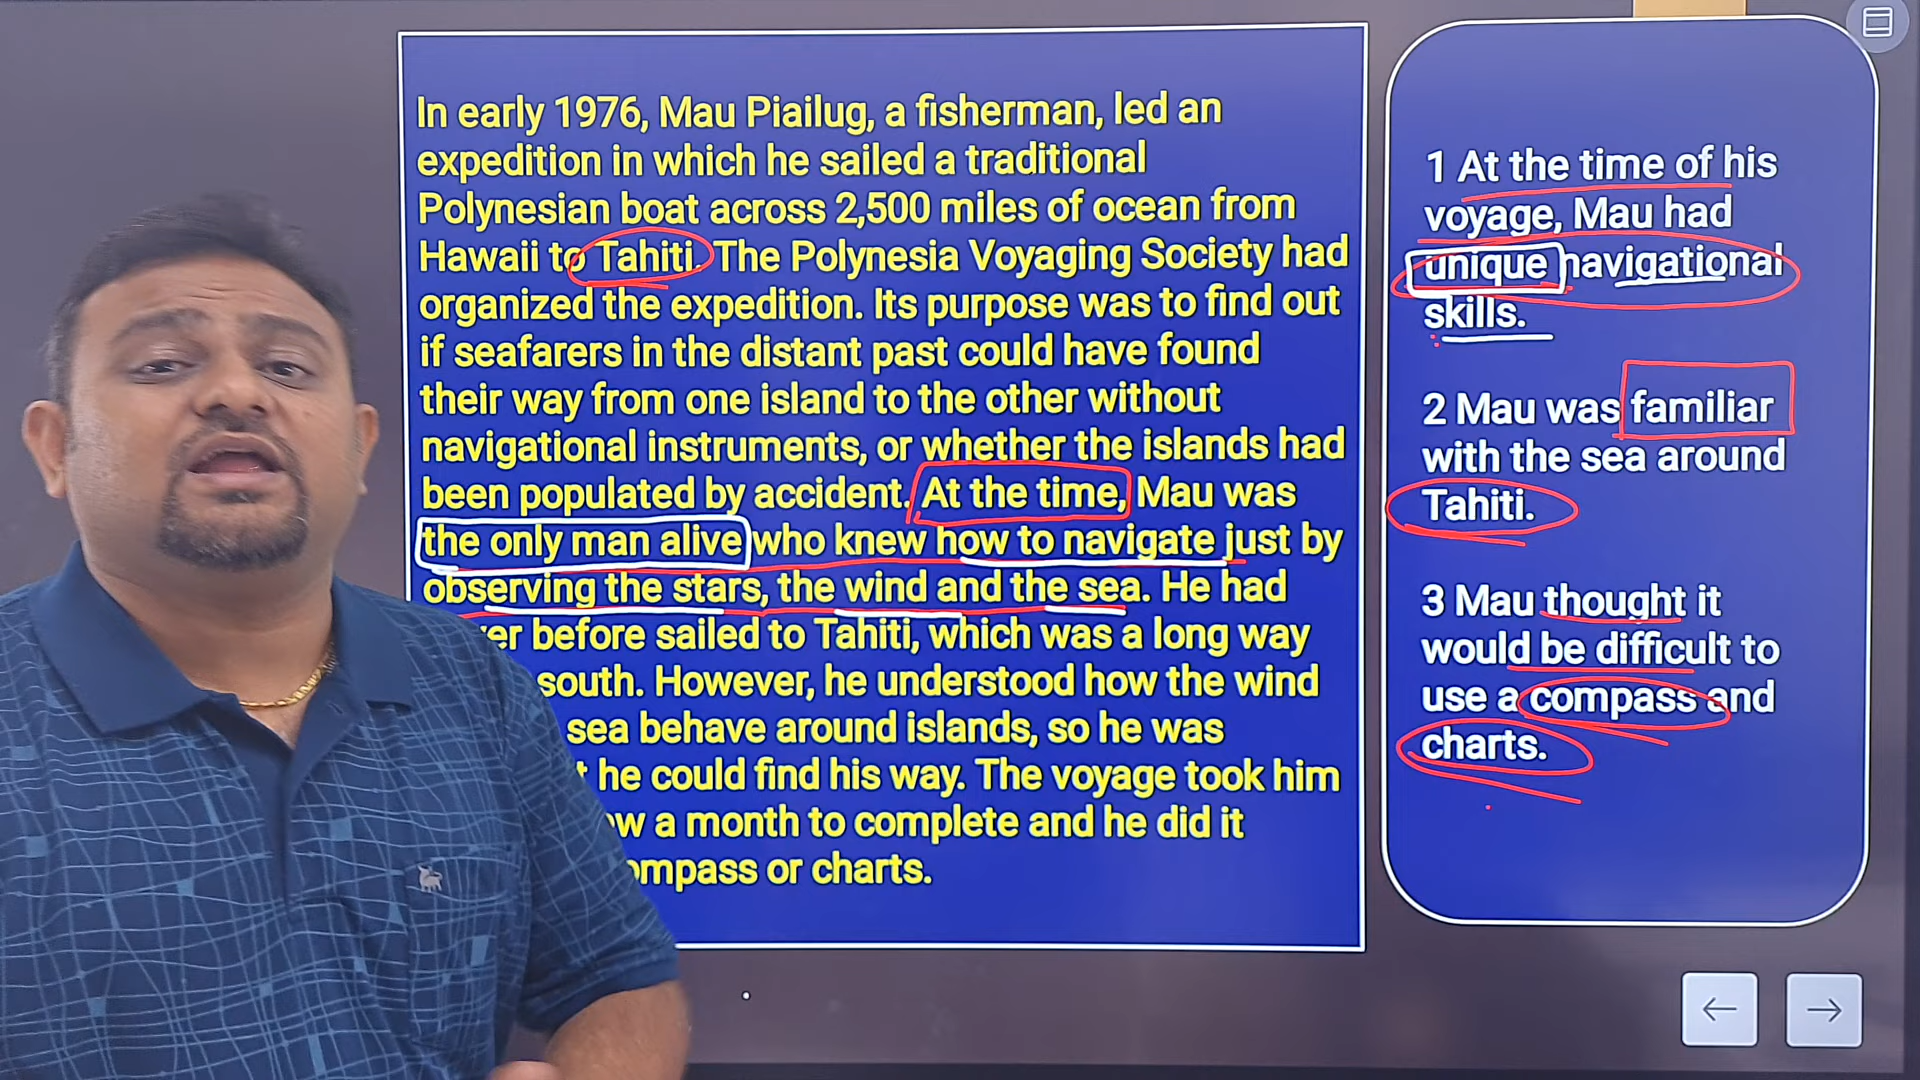 In early 1976, Mau Piailug, a fisherman, led an
expedition in which he sailed a traditional
Polynesian boat across 2,500 miles of ocean from
Hawaii to Tahiti. The Polynesia Voyaging Society had
organized the expedition. Its purpose was to find out
if seafarers in the distant past could have found
their way from one island to the other without
navigational instruments, or whether the islands had
been populated by accident. At the time, Mau was
the only man alive who knew how to navigate just by
observing the stars, the wind and the sea. He had
before sailed to Tahiti, which was a long way
south. However, he understood how the wind
sea behave around islands, so he was
he could find his way. The voyage took him
a month to complete and he did it
or charts.
1 At the time of his
voyage, Mau had
unique navigational
skills.
2 Mau was familiar
with the sea around
Tahiti.
3 Mau thought it
would be difficult to
use a compass and
charts.